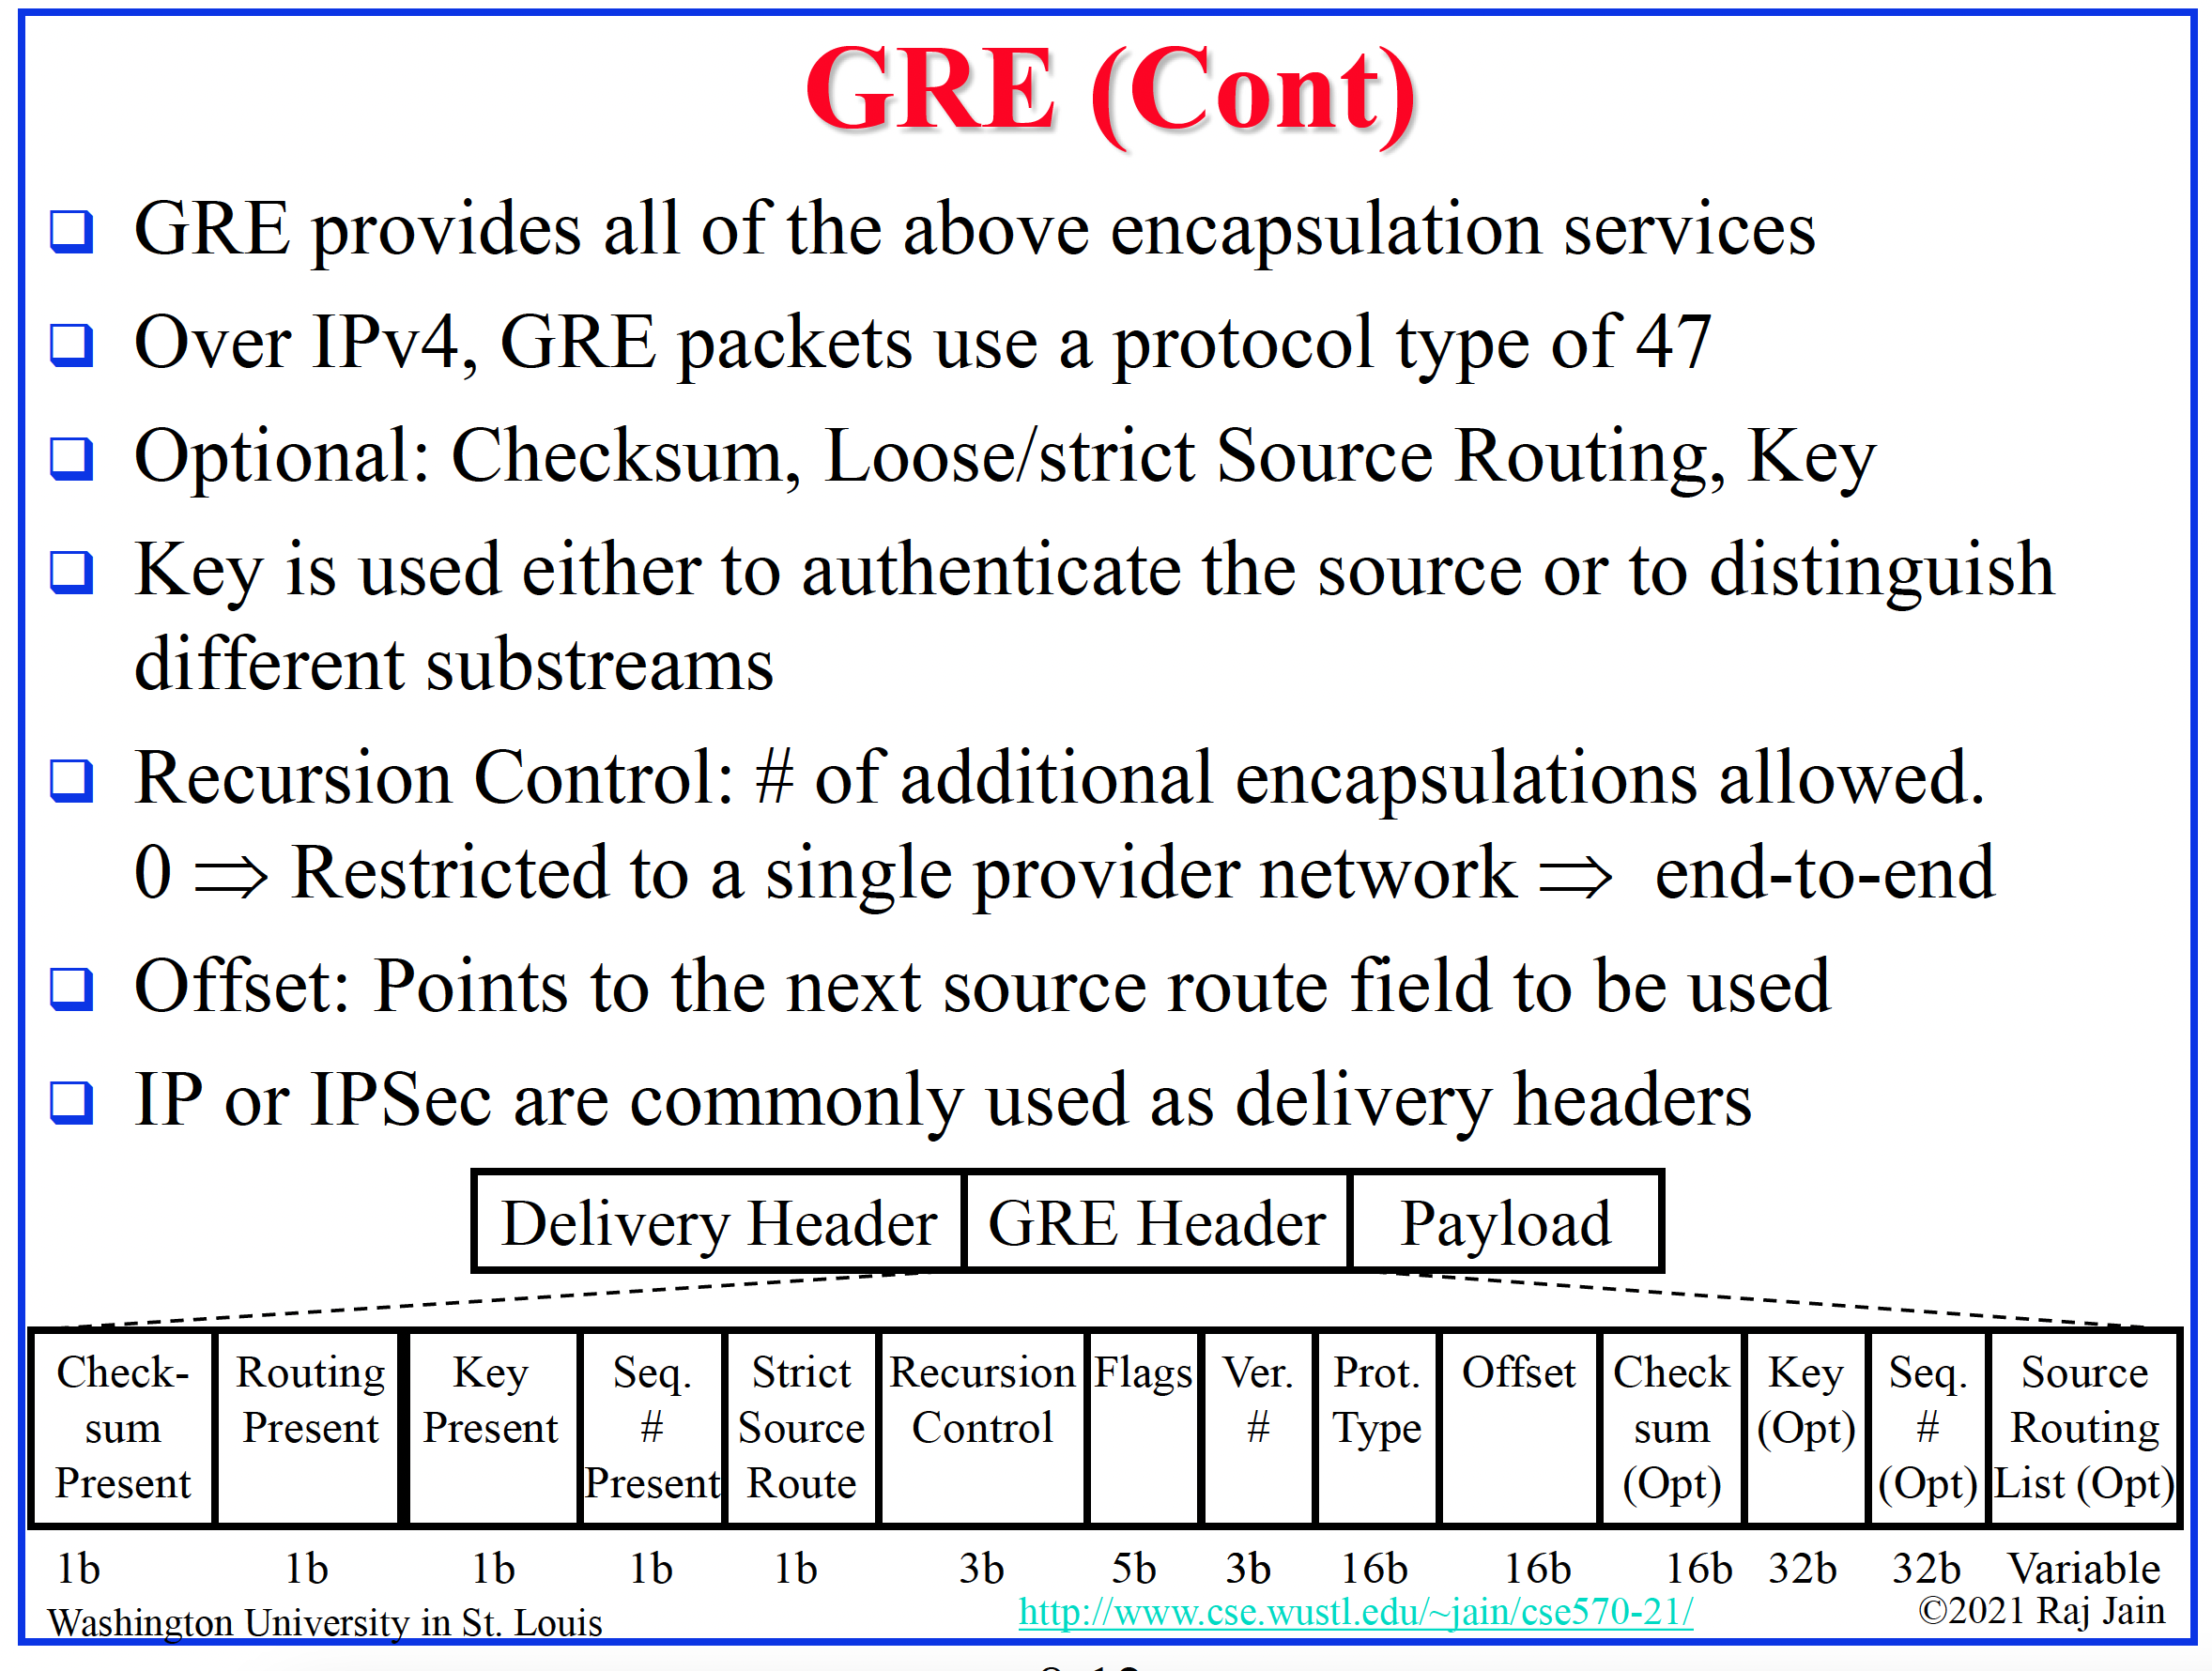 GRE (Cont)
GRE provides all of the above encapsulation services
Over IPv4, GRE packets use a protocol type of 47
Optional: Checksum, Loose/strict Source Routing, Key
Key is used either to authenticate the source or to distinguish
different substreams
Recursion Control: # of additional encapsulations allowed.
0 ⇒ Restricted to a single provider network ⇒ end-to-end
Offset: Points to the next source route field to be used
IP or IPSec are commonly used as delivery headers
Delivery Header GRE Header Payload
Check-
sum
Present
Routing
Present
Key
Present
Seq.
#
Present
Strict
Source
Route
Recursion
Control
Flags
Ver.
#
Prot.
Type
Offset
Check
sum
(Opt)
Key
(Opt)
Seq.
#
(Opt)
Source
Routing
List (Opt)
1b 1b 1b 1b 1b 3b 5b 3b 16b 16b 16b 32b 32b Variable
Washington University in St. Louis http://www.cse.wustl.edu/~jain/cse570-21/ ©2021 Raj Jain